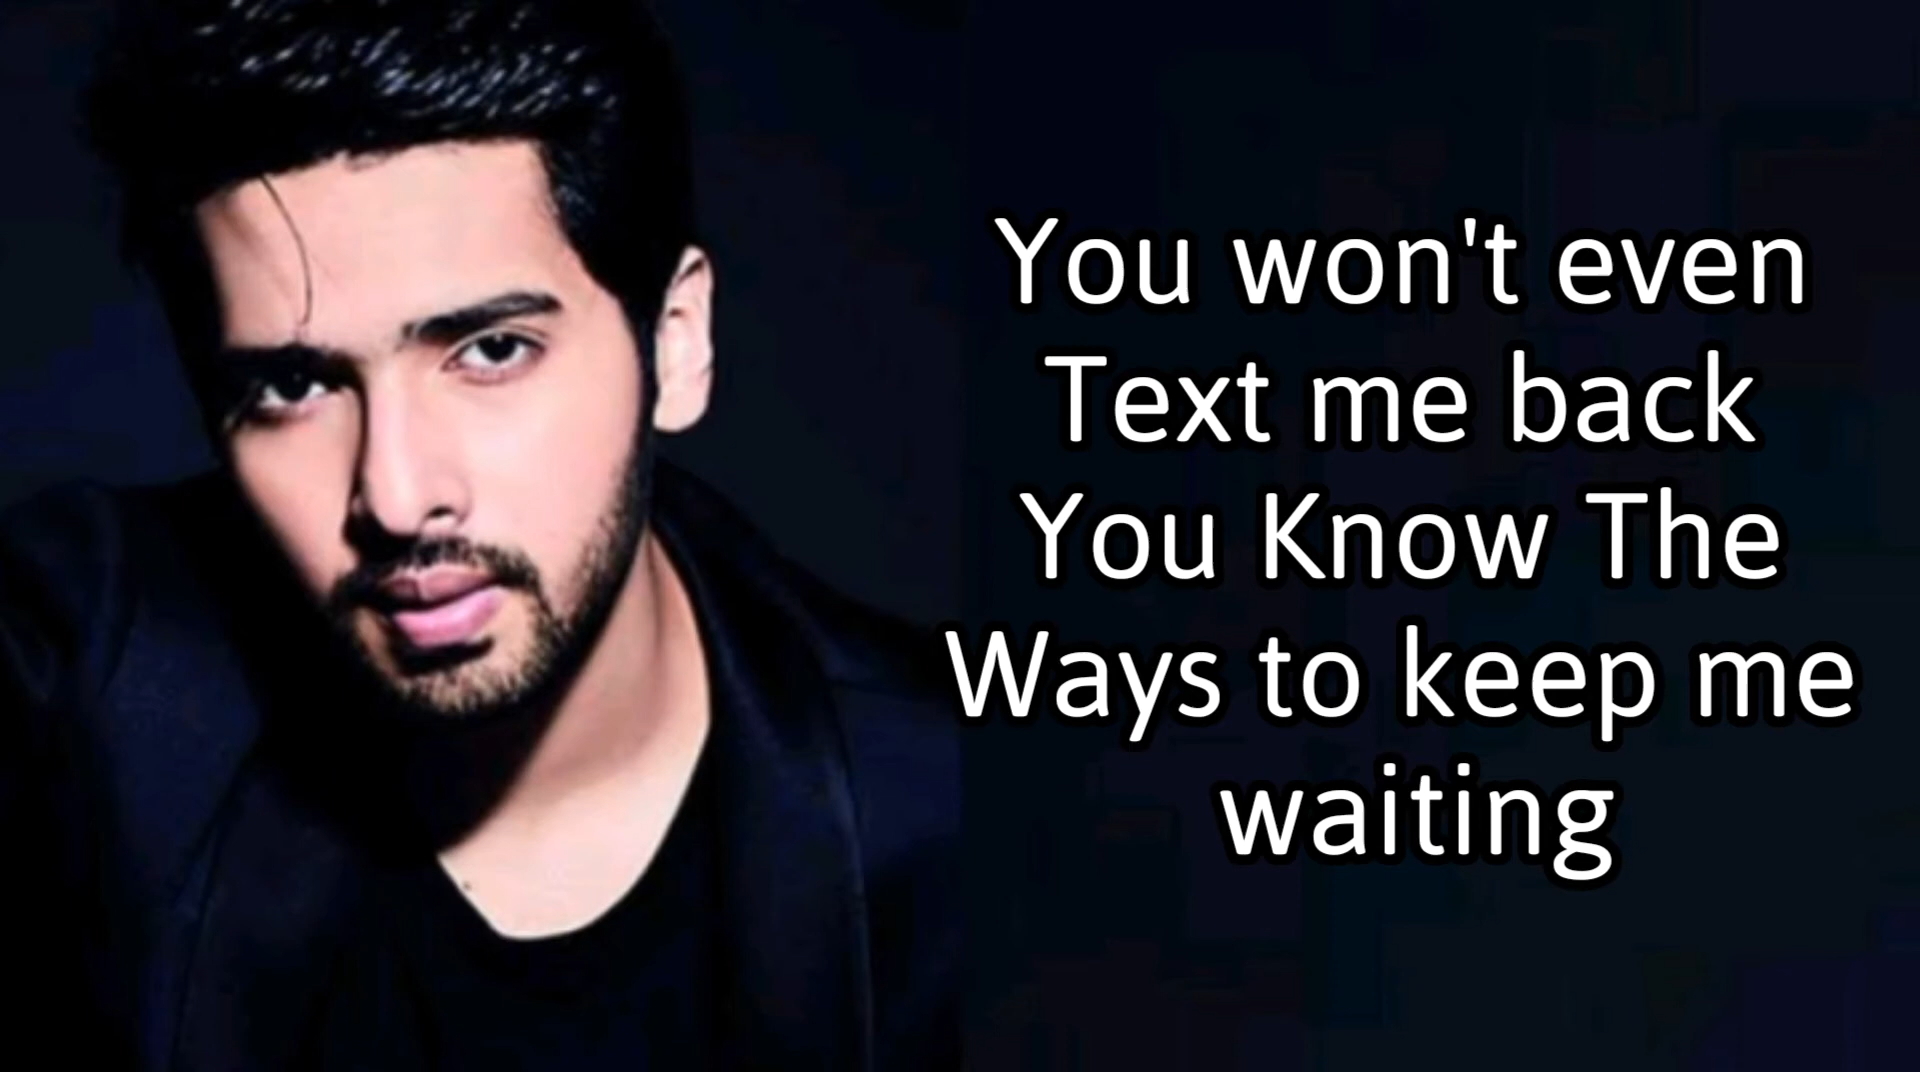 You won't even
Text me back
You Know The
Ways to keep me
waiting